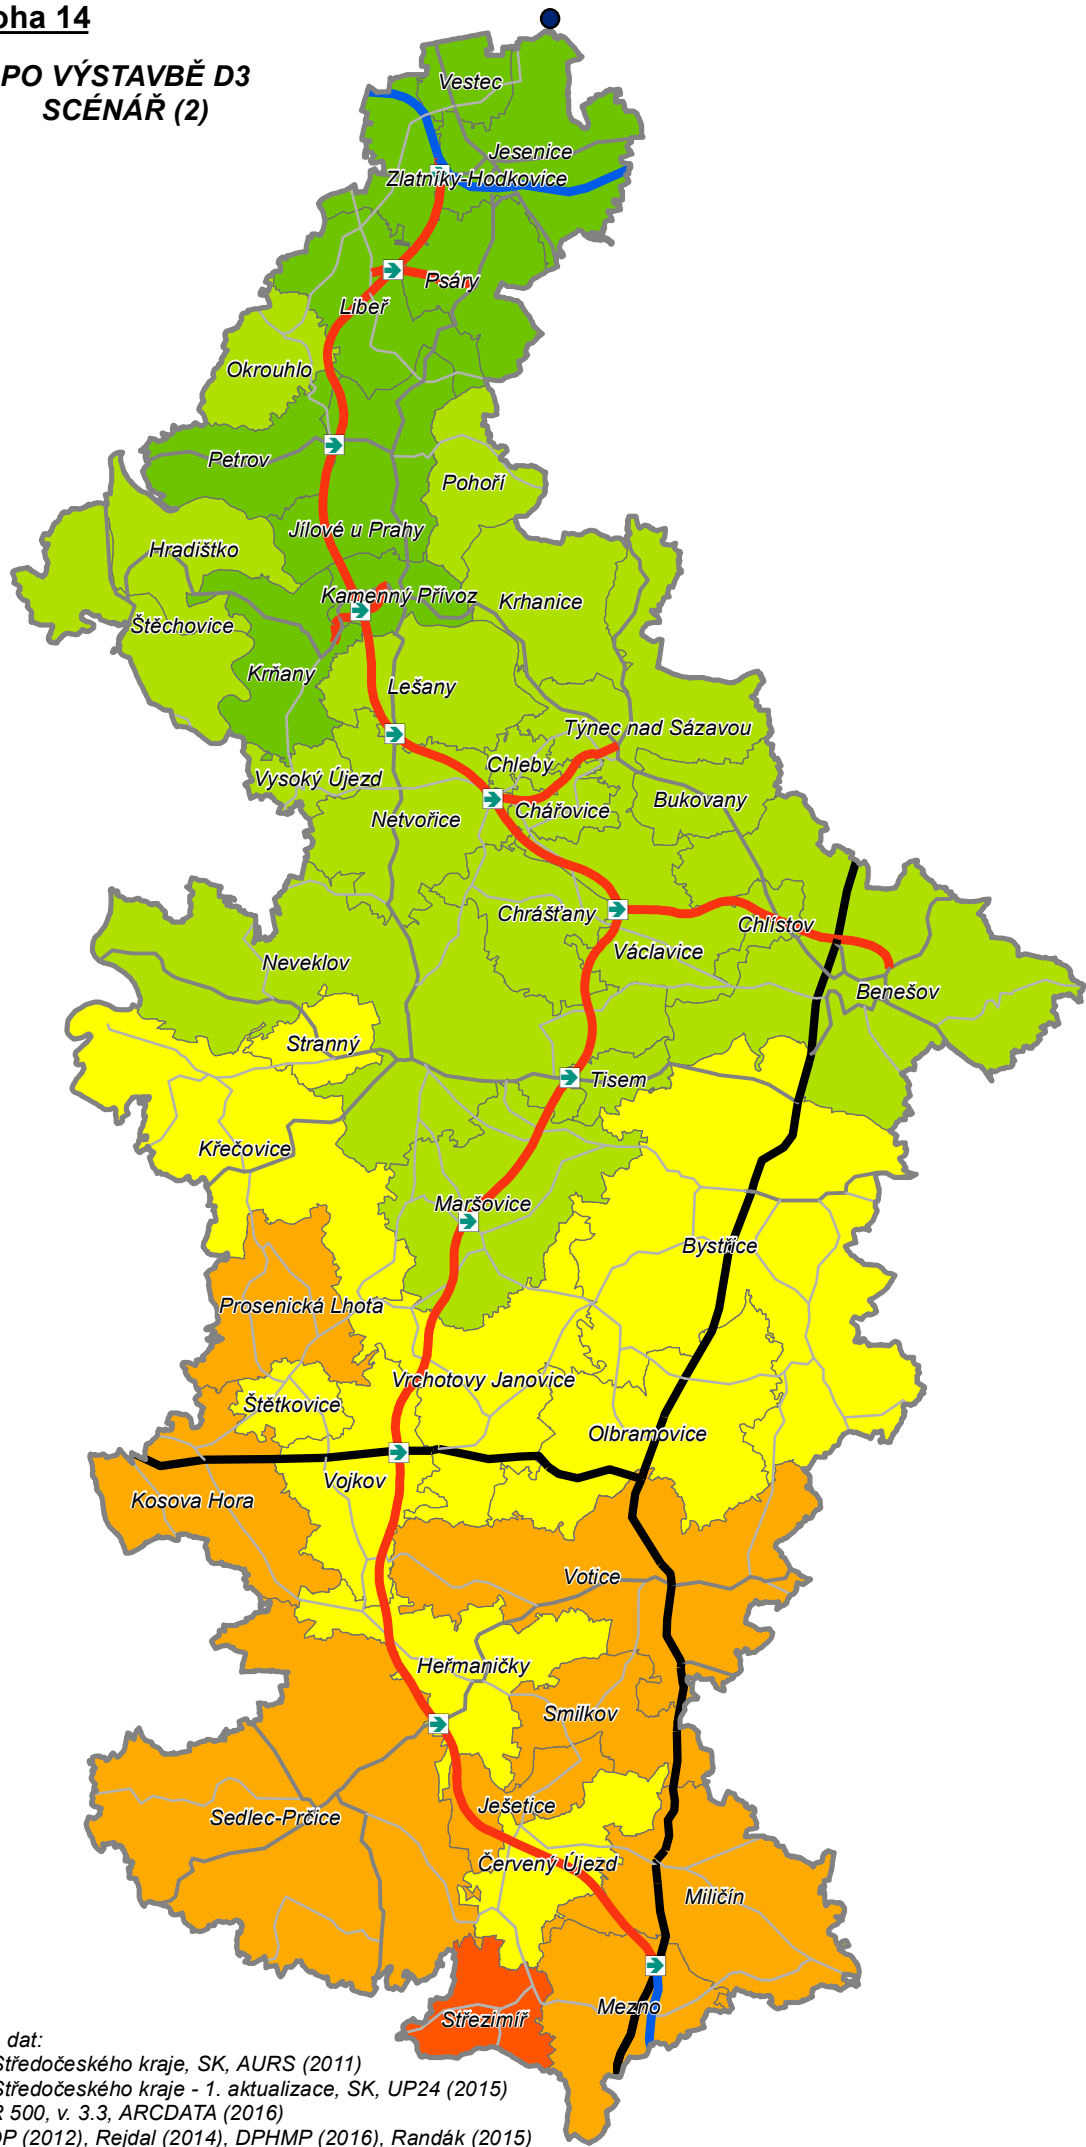 oha 14
PO VÝSTAVBĚ D3
SCÉNÁŘ (2)
Vestec
Jesenice
Zlatníky-Hodkovice
Psáry
Libeř
Okrouhlo
Petrov
Pohoří
Jílové u Prahy
Hradištko
Kamenný Přívoz
Krhanice
Štěchovice
Krňany
Lešany
Týnec nad Sázavou
Chleby
Vysoký Újezd
Bukovany
Chářovice
Netvořice
Chrášťany
Chlístov
Václavice
Neveklov
Benešov
Stranný
Tisem
Křečovice
Maršovice
Bystřice
Prosenická Lhota
Vrchotovy Janovice
Štětkovice
Olbramovice
Vojkov
Kosova Hora
Votice
Heřmaničky
Smilkov
Ješetice
Sedlec-Prčice
Červený Újezd
Miličín
Mezno
Střezimíř
dat:
Středočeského kraje, SK, AURS (2011)
Středočeského kraje - 1. aktualizace, SK, UP24 (2015)
R 500, v. 3.3, ARCDATA (2016)
OP (2012), Rejdal (2014), DPHMP (2016), Randák (2015)